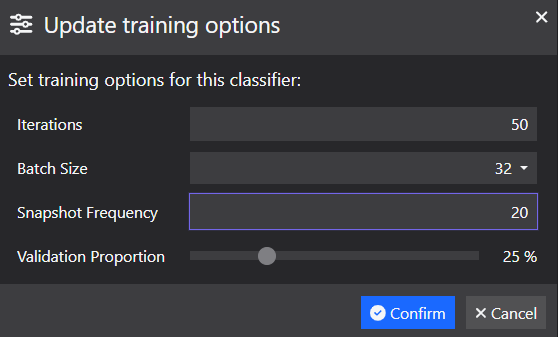 Update training options
Set training options for this classifier:
Iterations 50
Batch Size 32
Snapshot Frequency 20
Validation Proportion 25 %
Confirm Cancel